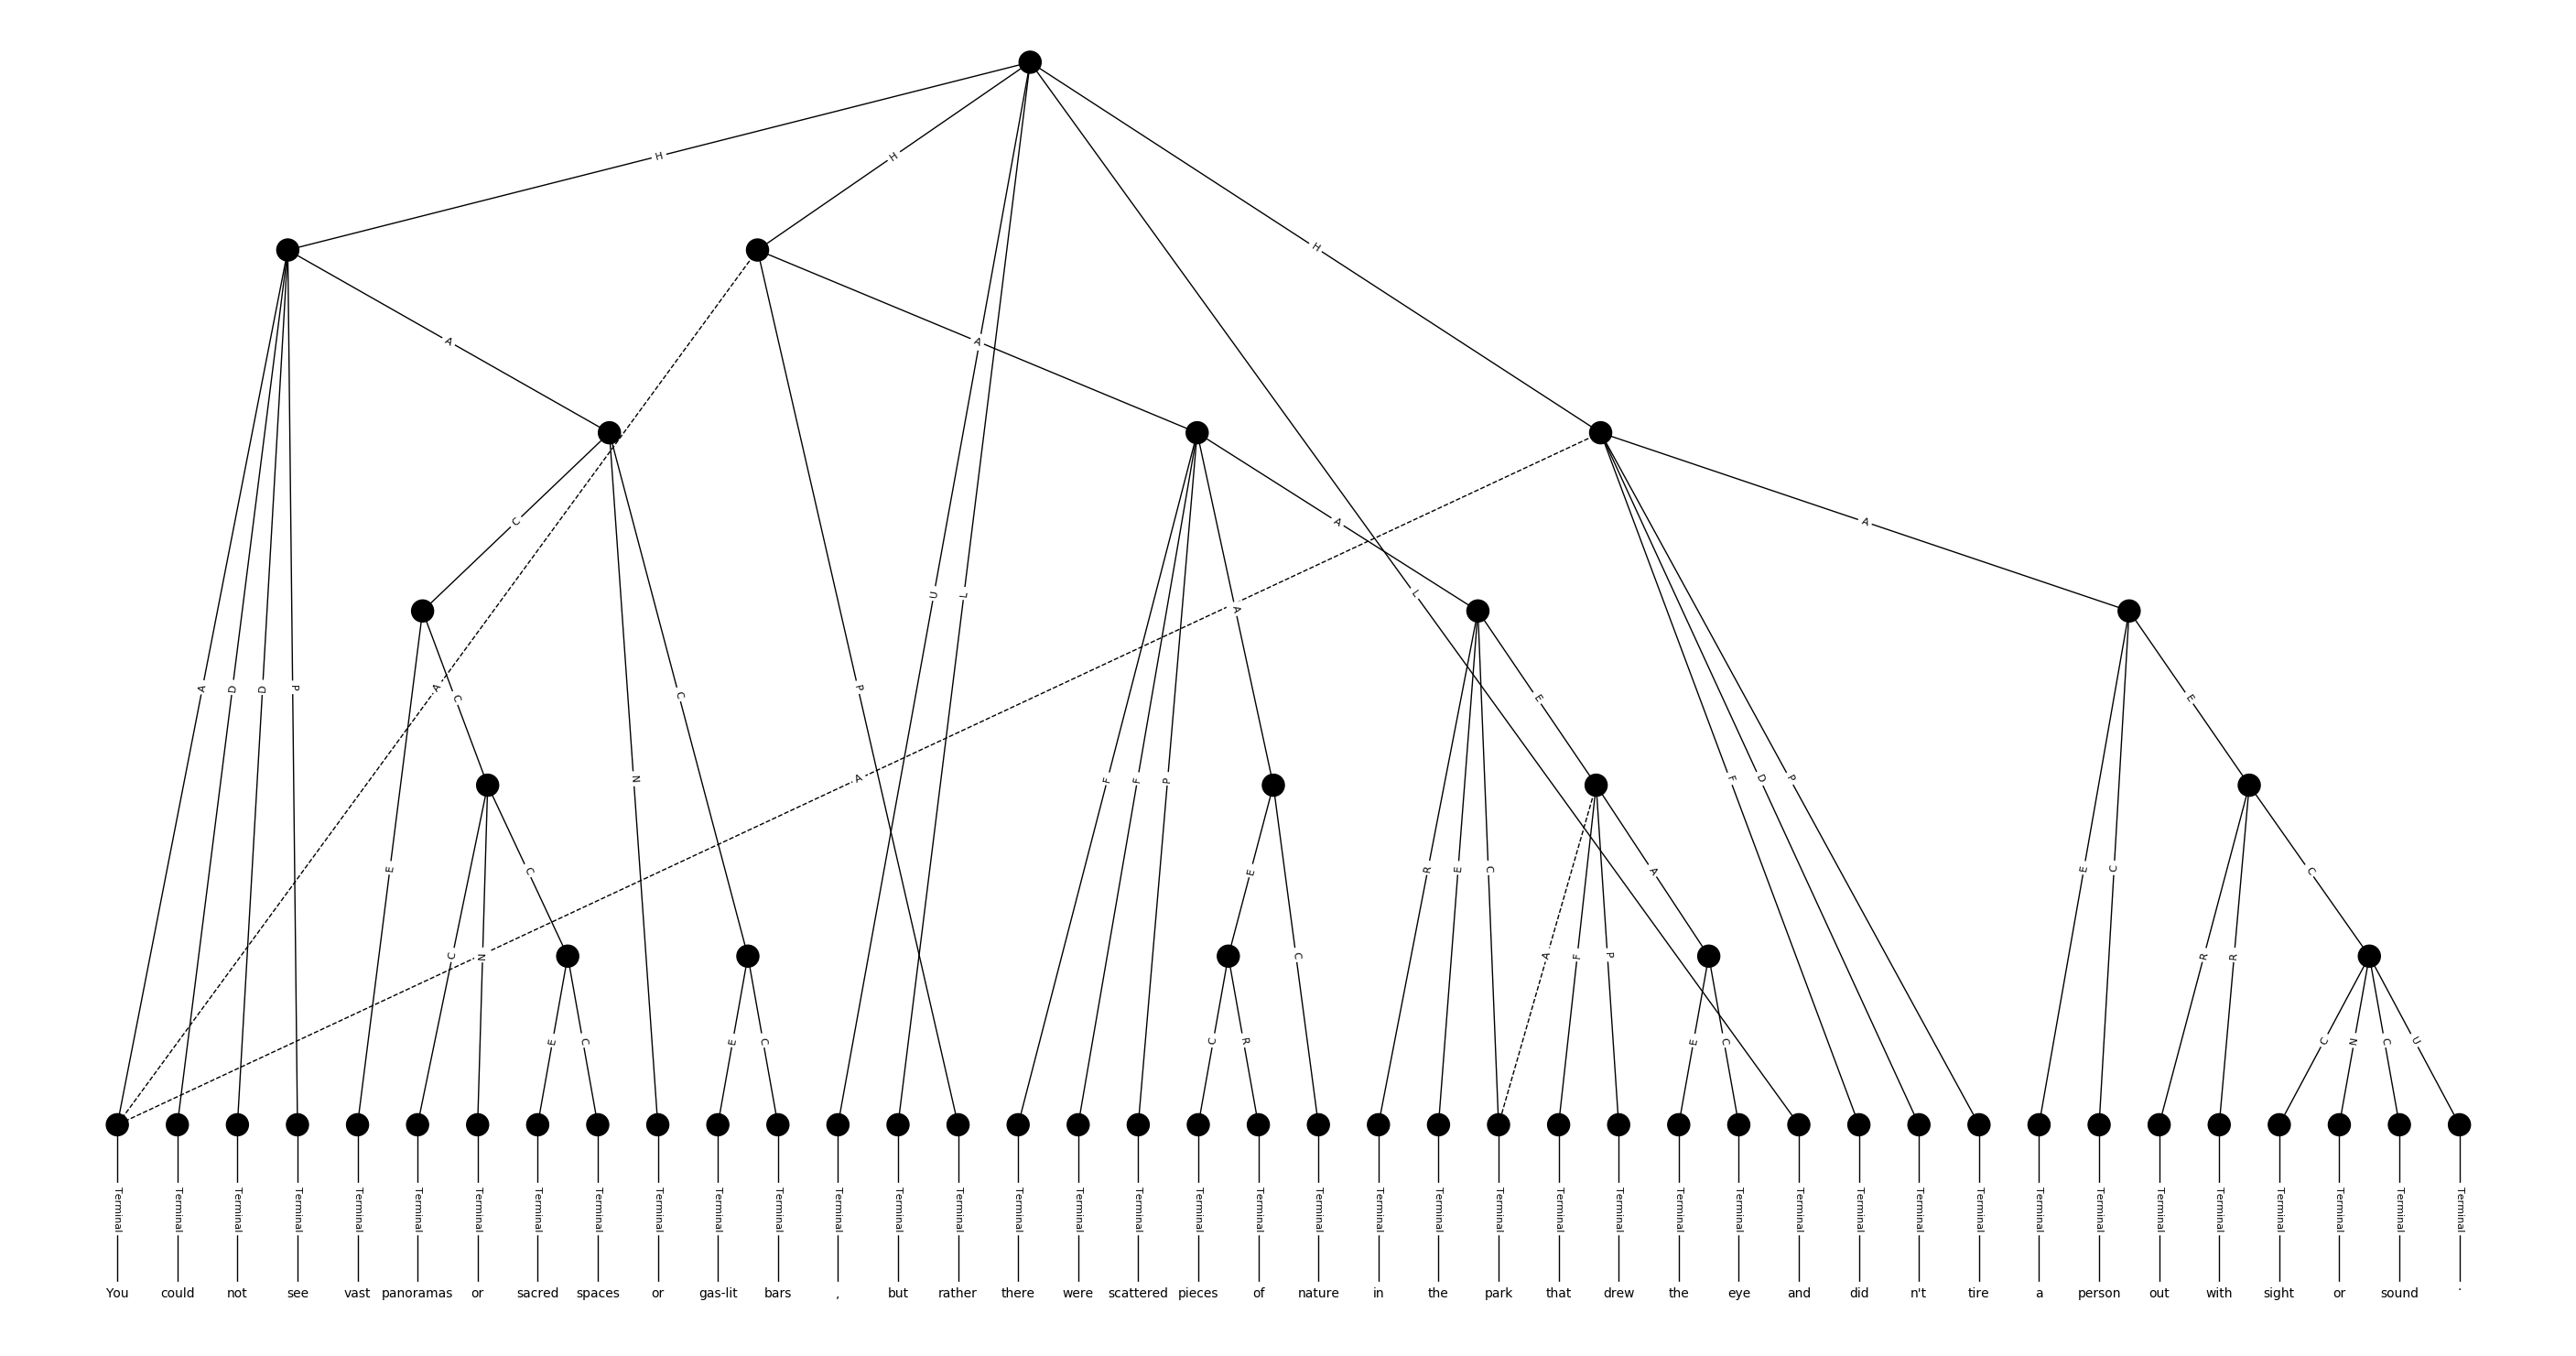 H H H
A A U L L A
C N C A P F F P A A F D P A
A D D P E C A R E C E E C E
C N C E C E C A F P A R R C
E C E C C R E C C N C U
Terminal Terminal Terminal Terminal Terminal Terminal Terminal Terminal Terminal Terminal Terminal Terminal Terminal Terminal Terminal Terminal Terminal Terminal Terminal Terminal Terminal Terminal Terminal Terminal Terminal Terminal Terminal Terminal Terminal Terminal Terminal Terminal Terminal Terminal Terminal Terminal Terminal Terminal Terminal Terminal
You could not see vast panoramas or sacred spaces or gas-lit bars , but rather there were scattered pieces of nature in the park that drew the eye and did n't tire a person out with sight or sound .